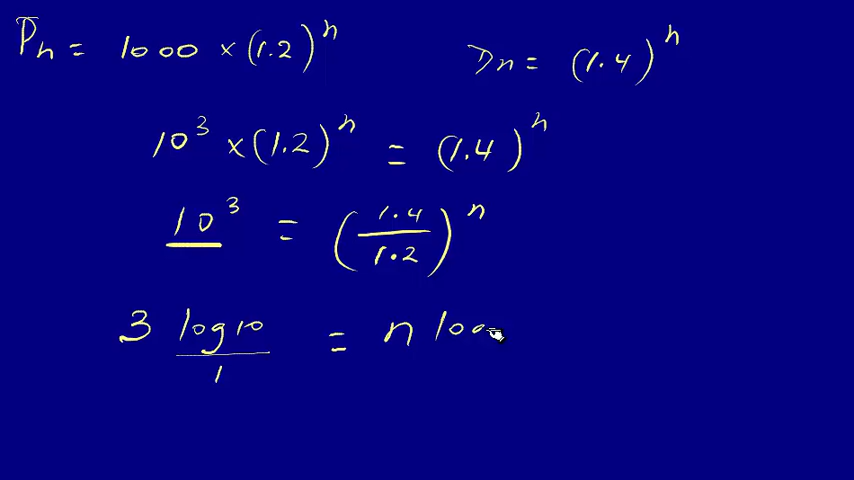 Pn = 1000 × (1.2)^n    Dn = (1.4)^n
10^3 × (1.2)^n = (1.4)^n
10^3 = (1.4/1.2)^n
3 log10 = n log
1